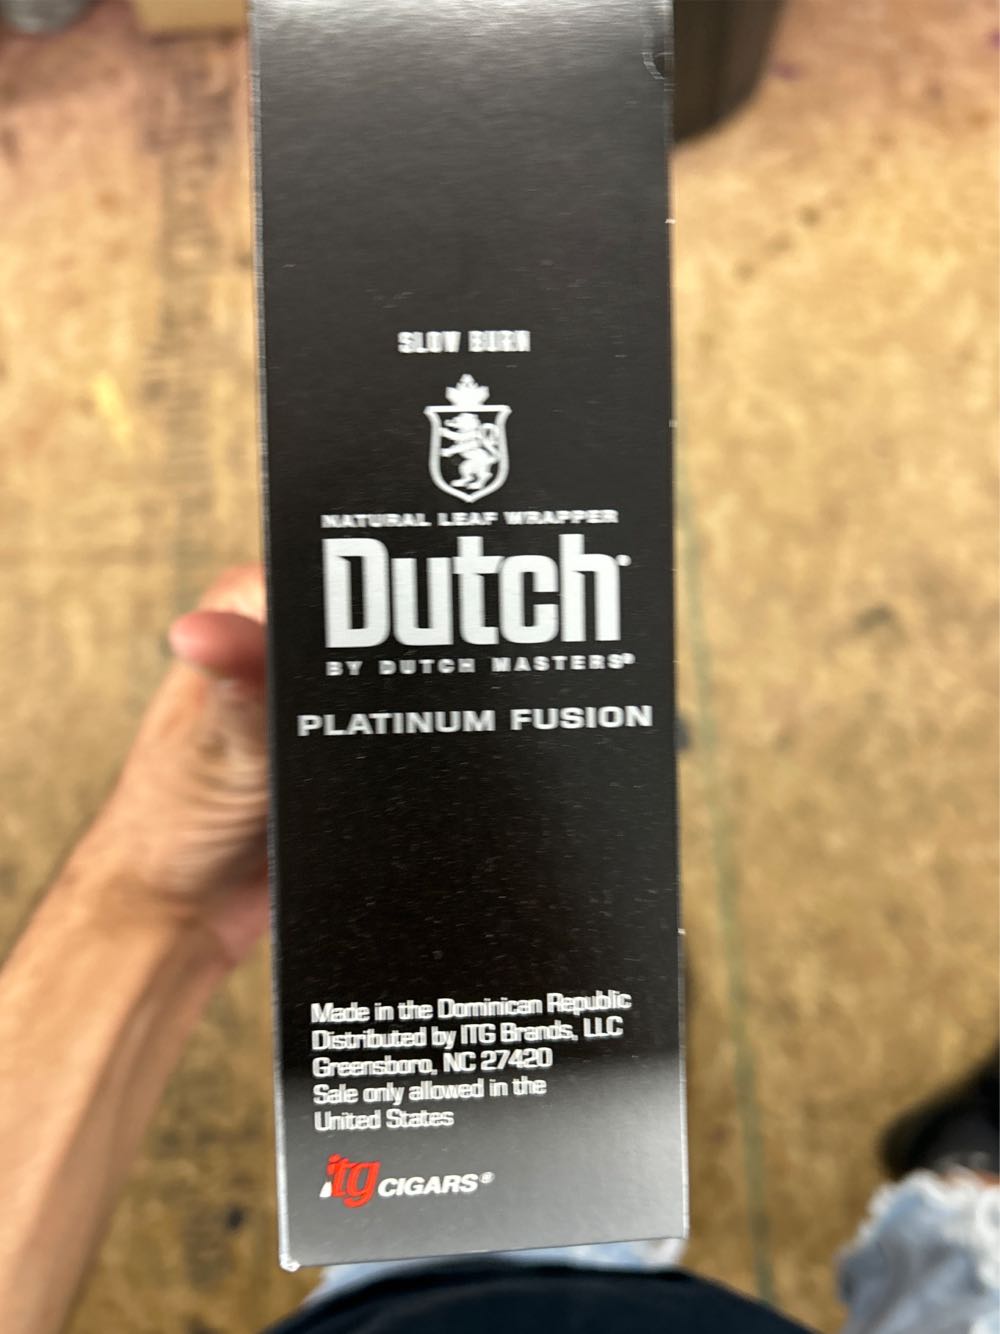 SLOW BURN
NATURAL LEAF WRAPPER
Dutch
BY DUTCH MASTERS®
PLATINUM FUSION
Made in the Dominican Republic
Distributed by ITG Brands, LLC
Greensboro, NC 27420
Sale only allowed in the
United States
itg CIGARS®